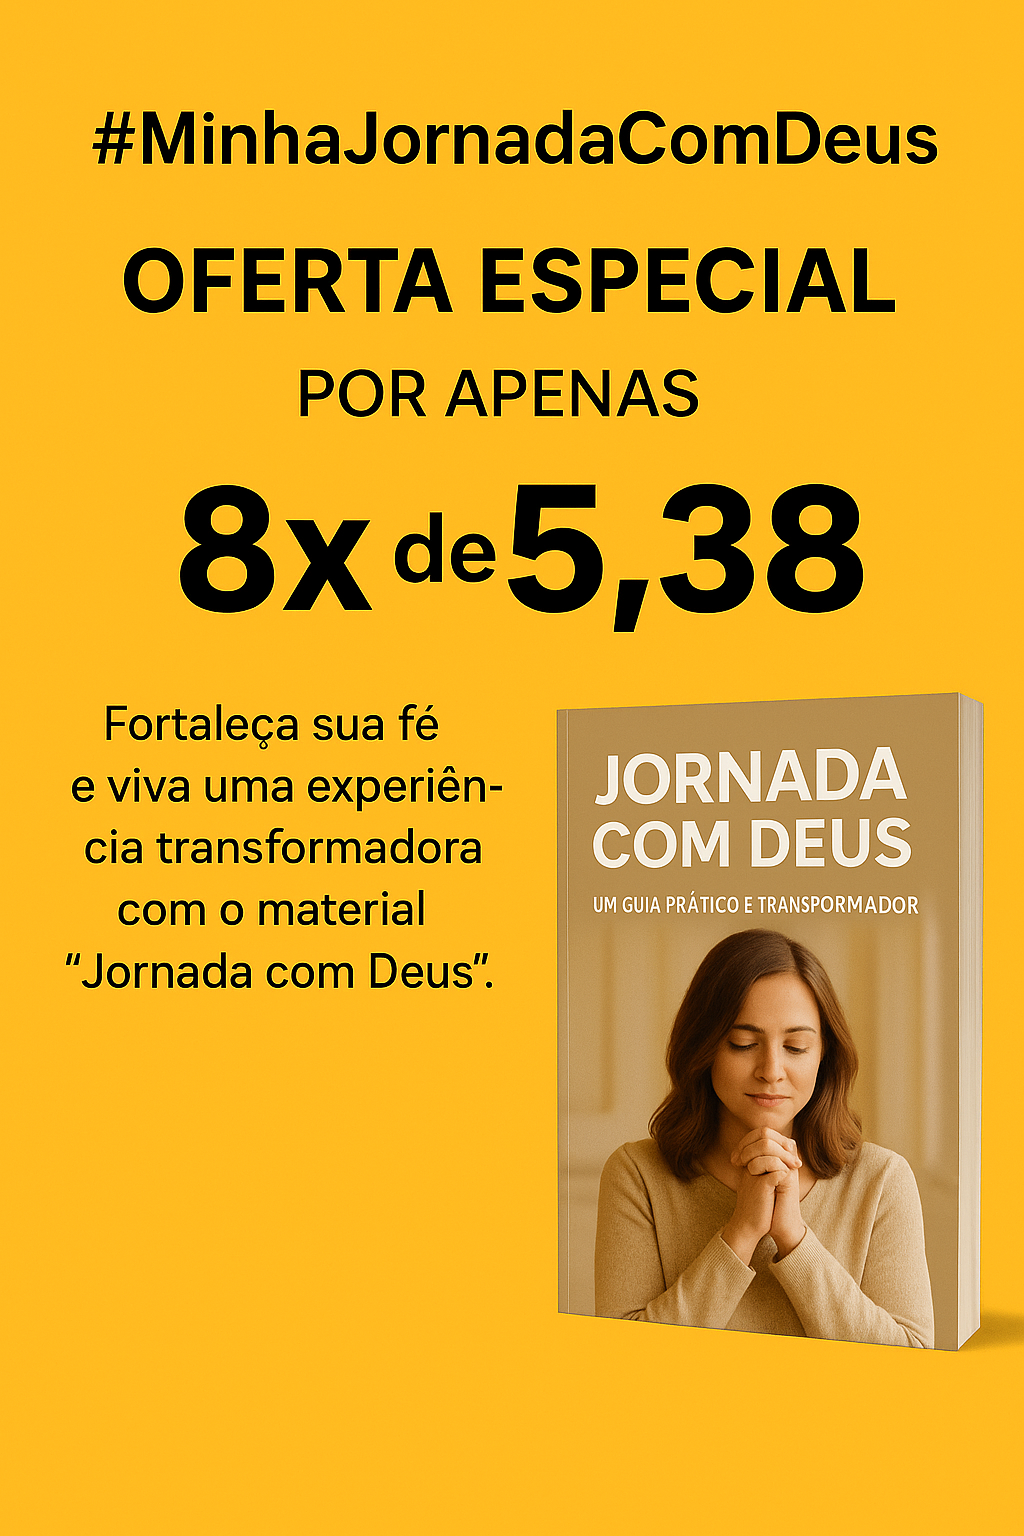 #MinhaJornadaComDeus
OFERTA ESPECIAL
POR APENAS
8x de 5,38
Fortaleça sua fé
e viva uma experiên-
cia transformadora
com o material
“Jornada com Deus”.
JORNADA
COM DEUS
UM GUIA PRÁTICO E TRANSPORMADOR